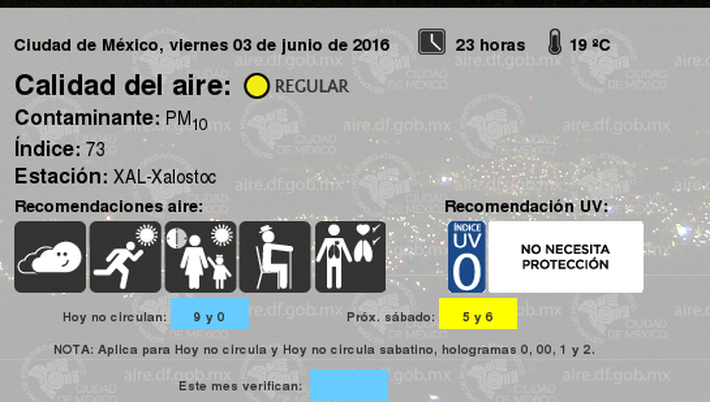 Ciudad de México, viernes 03 de junio de 2016 23 horas 19 ºC
Calidad del aire: REGULAR
Contaminante: PM10
Índice: 73
Estación: XAL-Xalostoc
Recomendaciones aire: Recomendación UV:
ÍNDICE
UV
0
NO NECESITA
PROTECCIÓN
Hoy no circulan: 9 y 0 Próx. sábado: 5 y 6
NOTA: Aplica para Hoy no circula y Hoy no circula sabatino, hologramas 0, 00, 1 y 2.
Este mes verifican:
aire.df.gob.mx
CIUDAD
DE MÉXICO